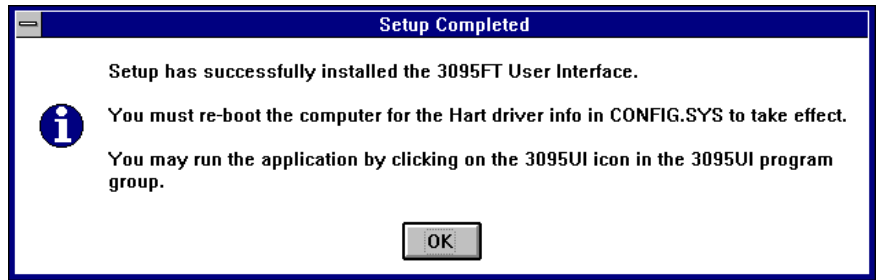 Setup Completed
Setup has successfully installed the 3095FT User Interface.
You must re-boot the computer for the Hart driver info in CONFIG.SYS to take effect.
You may run the application by clicking on the 3095UI icon in the 3095UI program
group.
OK